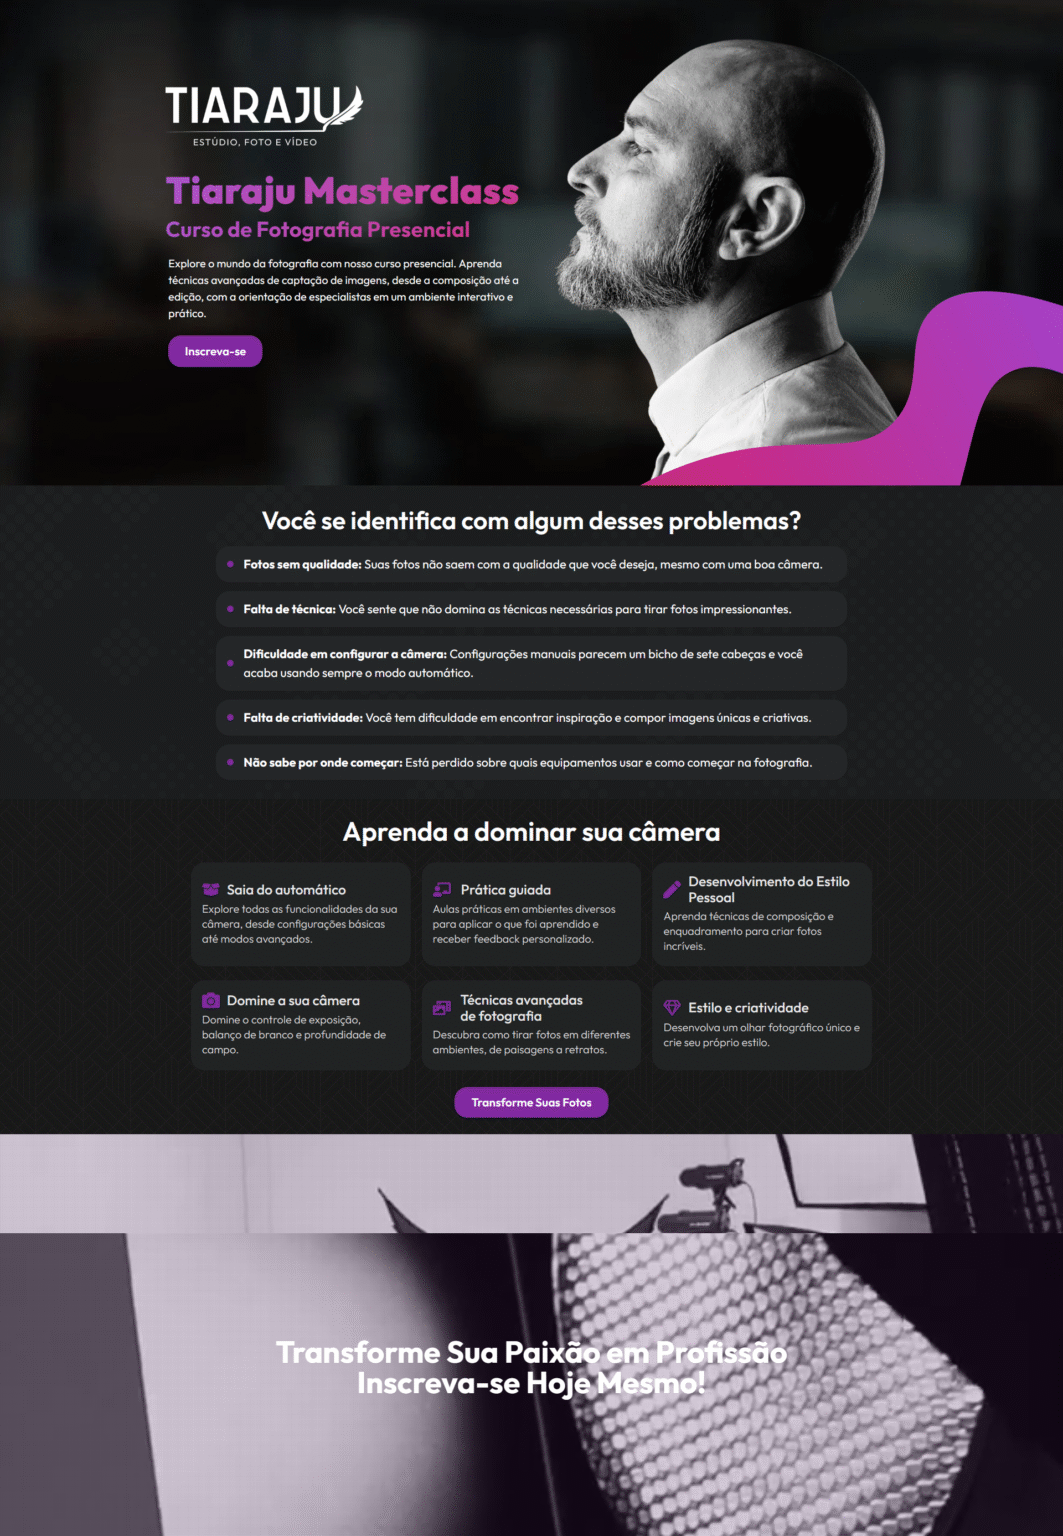 TIARAJU
ESTÚDIO, FOTO E VÍDEO
Tiaraju Masterclass
Curso de Fotografia Presencial
Explore o mundo da fotografia com nosso curso presencial. Aprenda
técnicas avançadas de captação de imagens, desde a composição até a
edição, com a orientação de especialistas em um ambiente interativo e
prático.
Inscreva-se
Você se identifica com algum desses problemas?
Fotos sem qualidade: Suas fotos não saem com a qualidade que você deseja, mesmo com uma boa câmera.
Falta de técnica: Você sente que não domina as técnicas necessárias para tirar fotos impressionantes.
Dificuldade em configurar a câmera: Configurações manuais parecem um bicho de sete cabeças e você
acaba usando sempre o modo automático.
Falta de criatividade: Você tem dificuldade em encontrar inspiração e compor imagens únicas e criativas.
Não sabe por onde começar: Está perdido sobre quais equipamentos usar e como começar na fotografia.
Aprenda a dominar sua câmera
Saia do automático
Explore todas as funcionalidades da sua
câmera, desde configurações básicas
até modos avançados.
Prática guiada
Aulas práticas em ambientes diversos
para aplicar o que foi aprendido e
receber feedback personalizado.
Desenvolvimento do Estilo
Pessoal
Aprenda técnicas de composição e
enquadramento para criar fotos
incríveis.
Domine a sua câmera
Domine o controle de exposição,
balanço de branco e profundidade de
campo.
Técnicas avançadas
de fotografia
Descubra como tirar fotos em diferentes
ambientes, de paisagens a retratos.
Estilo e criatividade
Desenvolva um olhar fotográfico único e
crie seu próprio estilo.
Transforme Suas Fotos
Transforme Sua Paixão em Profissão
Inscreva-se Hoje Mesmo!